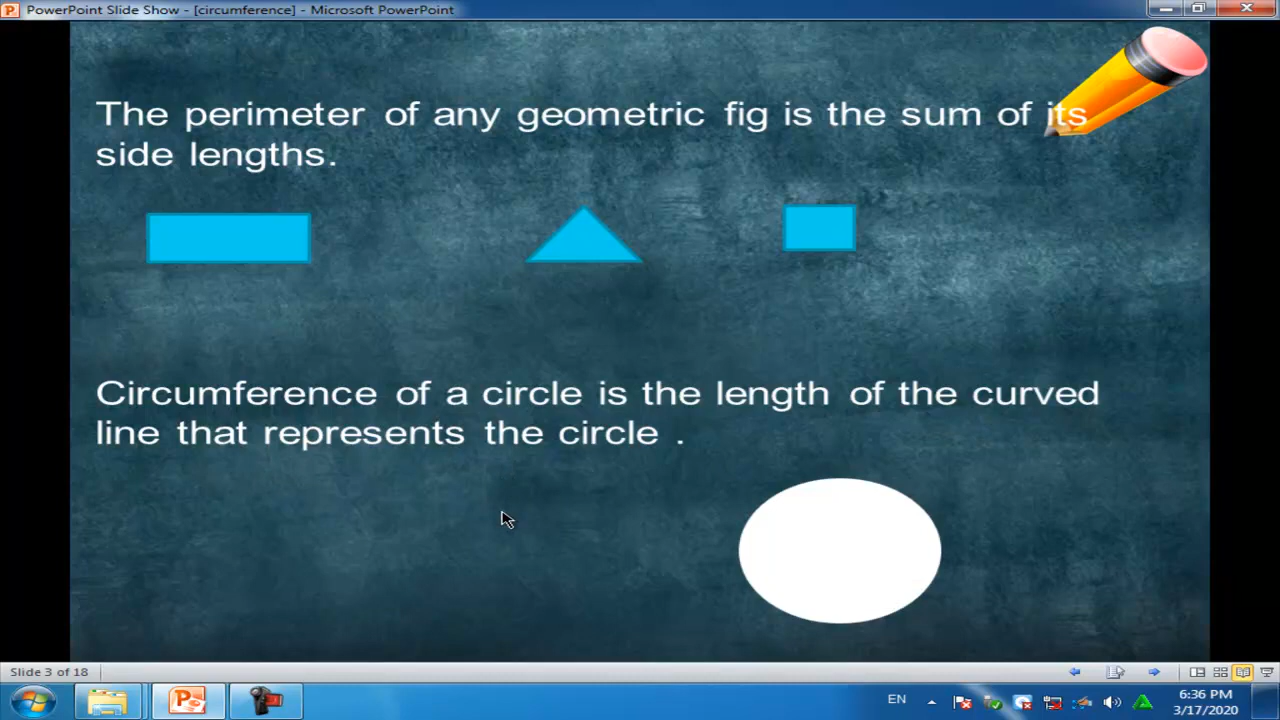 PowerPoint Slide Show - [circumference] - Microsoft PowerPoint
The perimeter of any geometric fig is the sum of its
side lengths.
Circumference of a circle is the length of the curved
line that represents the circle .
Slide 3 of 18
EN
6:36 PM
3/17/2020